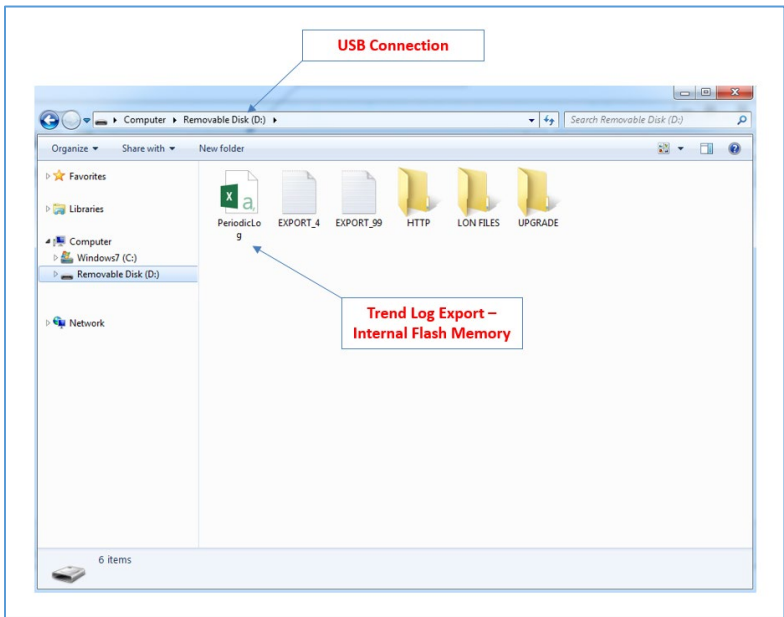 USB Connection
Computer Removable Disk (D:)
Search Removable Disk (D:)
Organize Share with New folder
Favorites
Libraries
Computer
Windows7 (C:)
Removable Disk (D:)
Network
a,
PeriodicLo
g
EXPORT_4
EXPORT_99
HTTP
LON FILES
UPGRADE
Trend Log Export –
Internal Flash Memory
6 items